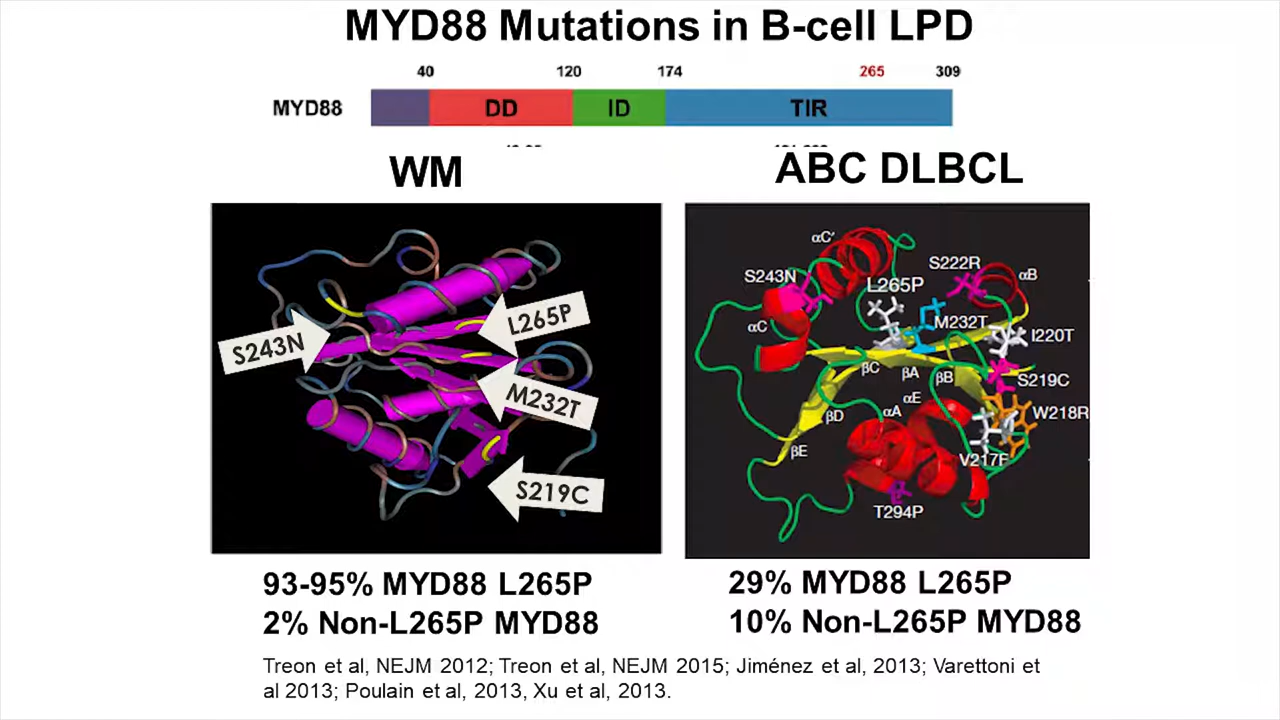 MYD88 Mutations in B-cell LPD
40 120 174 265 309
MYD88 DD ID TIR
WM
ABC DLBCL
S243N
L265P
M232T
S219C
αC′
S243N
L265P
S222R
αB
αC
M232T
I220T
βC
βA
βB
S219C
αE
αA
βD
W218R
βE
V217F
T294P
93-95% MYD88 L265P
2% Non-L265P MYD88
29% MYD88 L265P
10% Non-L265P MYD88
Treon et al, NEJM 2012; Treon et al, NEJM 2015; Jiménez et al, 2013; Varettoni et
al 2013; Poulain et al, 2013, Xu et al, 2013.